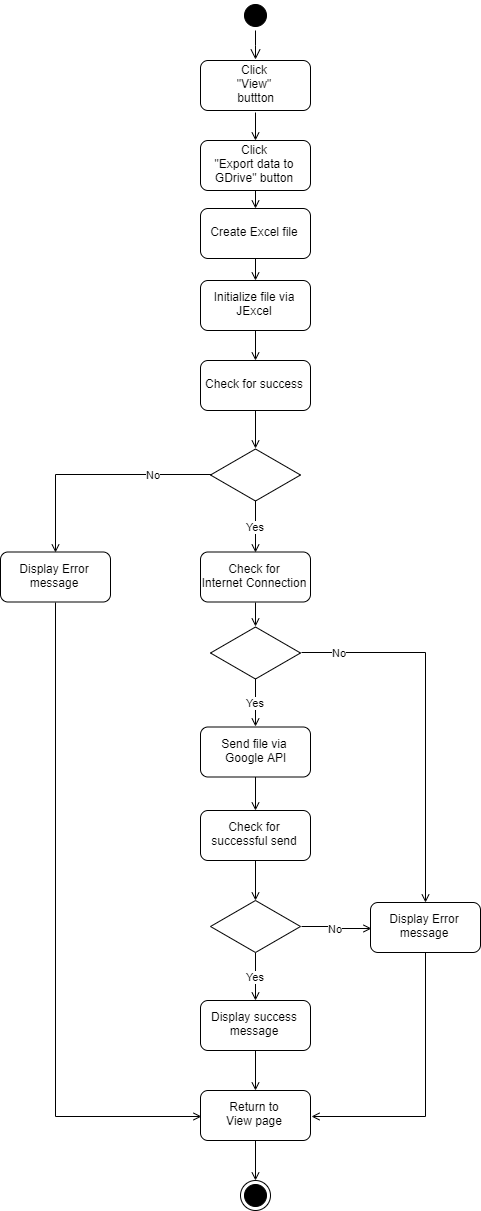 Click
"View"
buttton
Click
"Export data to
GDrive" button
Create Excel file
Initialize file via
JExcel
Check for success
No
Yes
Display Error
message
Check for
Internet Connection
No
Yes
Send file via
Google API
Check for
successful send
Display Error
message
No
Yes
Display success
message
Return to
View page